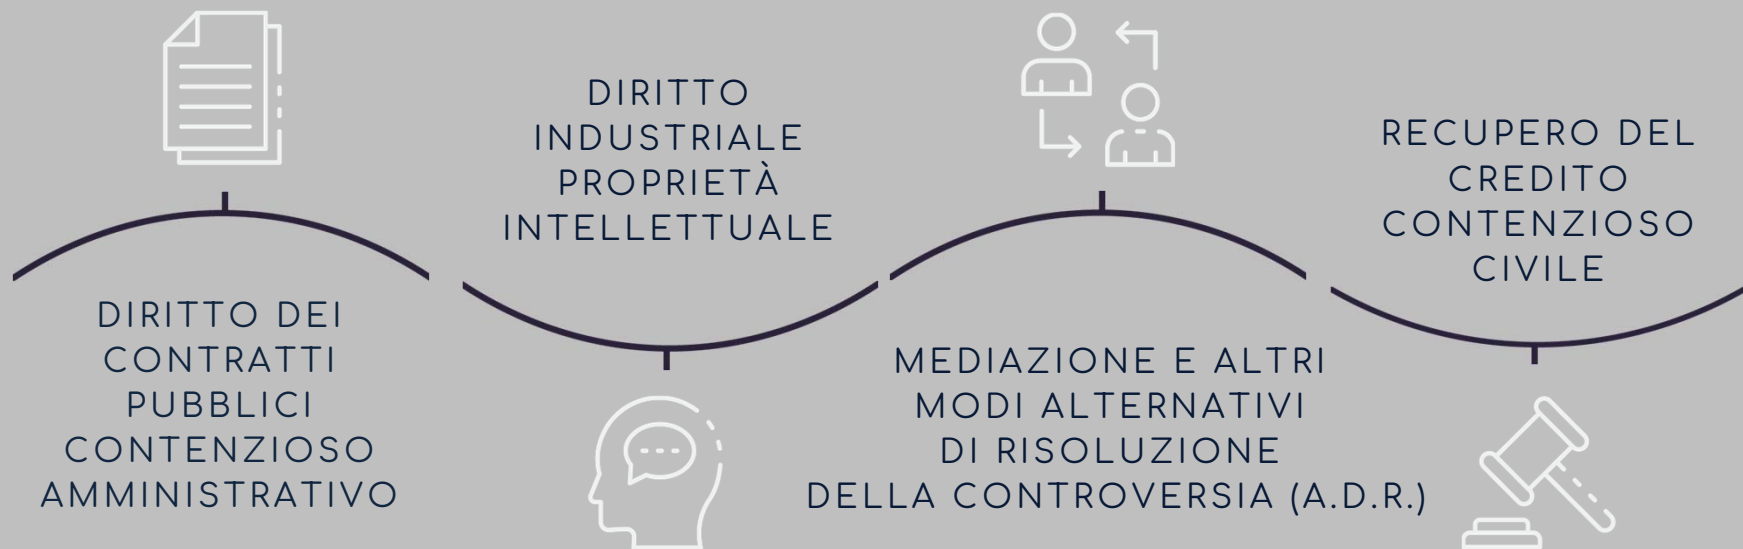 DIRITTO DEI
CONTRATTI
PUBBLICI
CONTENZIOSO
AMMINISTRATIVO
DIRITTO
INDUSTRIALE
PROPRIETÀ
INTELLETTUALE
MEDIAZIONE E ALTRI
MODI ALTERNATIVI
DI RISOLUZIONE
DELLA CONTROVERSIA (A.D.R.)
RECUPERO DEL
CREDITO
CONTENZIOSO
CIVILE